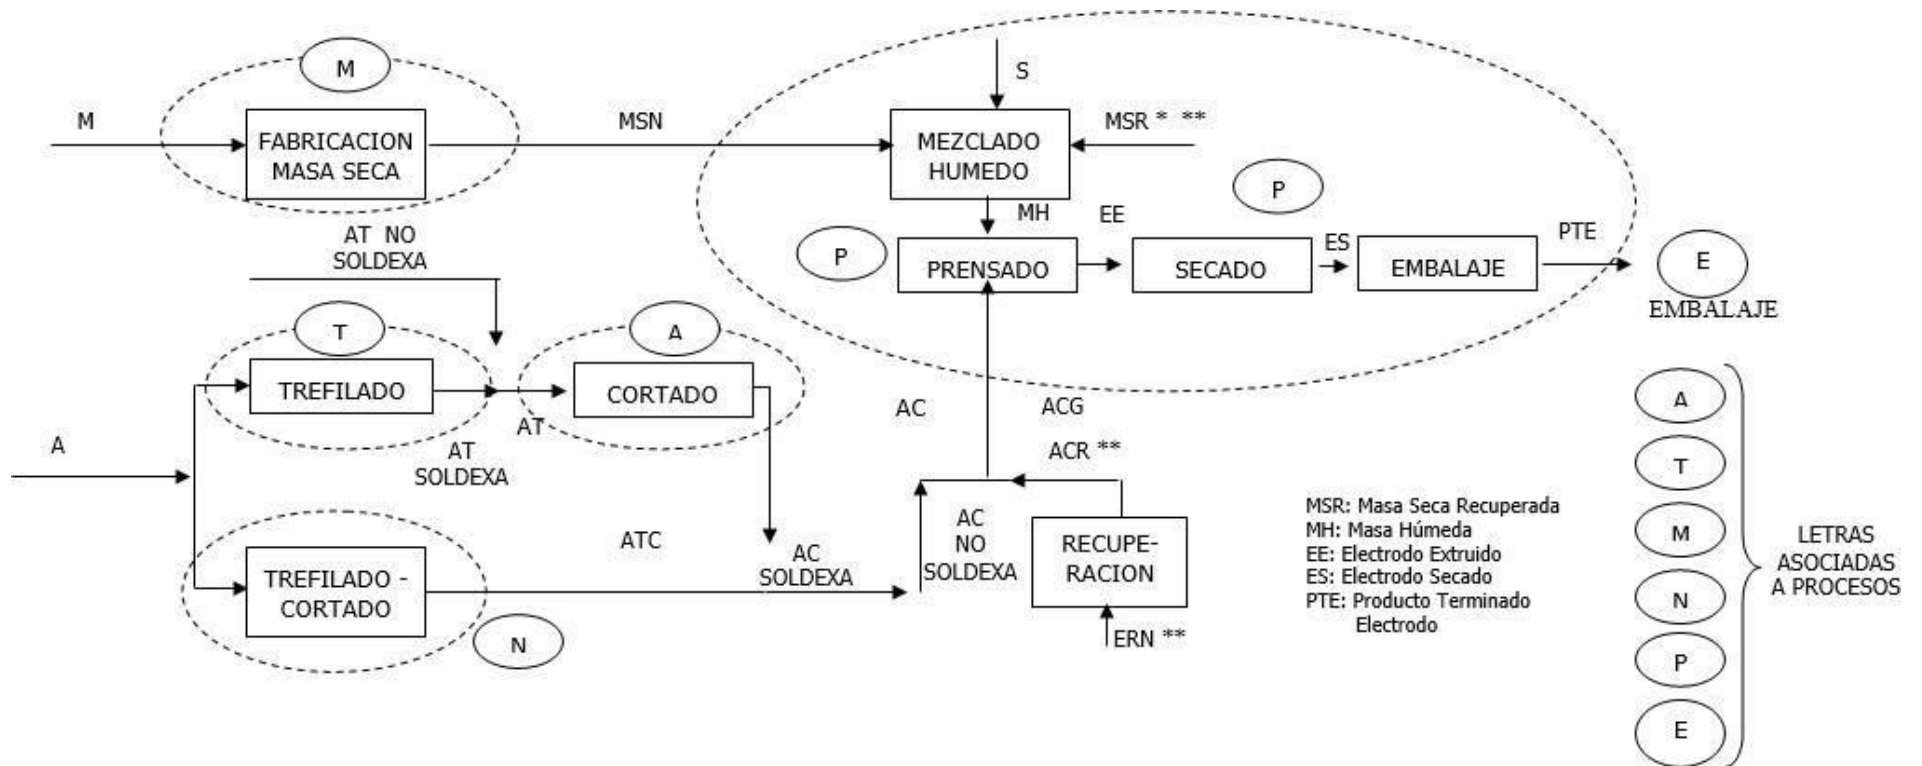 M
S
M
MSN
MSR * **
FABRICACION
MASA SECA
MEZCLADO
HUMEDO
P
MH
EE
AT NO
SOLDEXA
P
ES
PTE
PRENSADO
SECADO
EMBALAJE
E
EMBALAJE
T
A
TREFILADO
CORTADO
A
AC
ACG
AT
AT
SOLDEXA
A
ACR **
T
MSR: Masa Seca Recuperada
MH: Masa Húmeda
EE: Electrodo Extruido
ES: Electrodo Secado
PTE: Producto Terminado
Electrodo
AC
NO
SOLDEXA
RECUPE-
RACION
ATC
AC
SOLDEXA
TREFILADO -
CORTADO
N
ERN **
M
LETRAS
ASOCIADAS
A PROCESOS
N
P
E